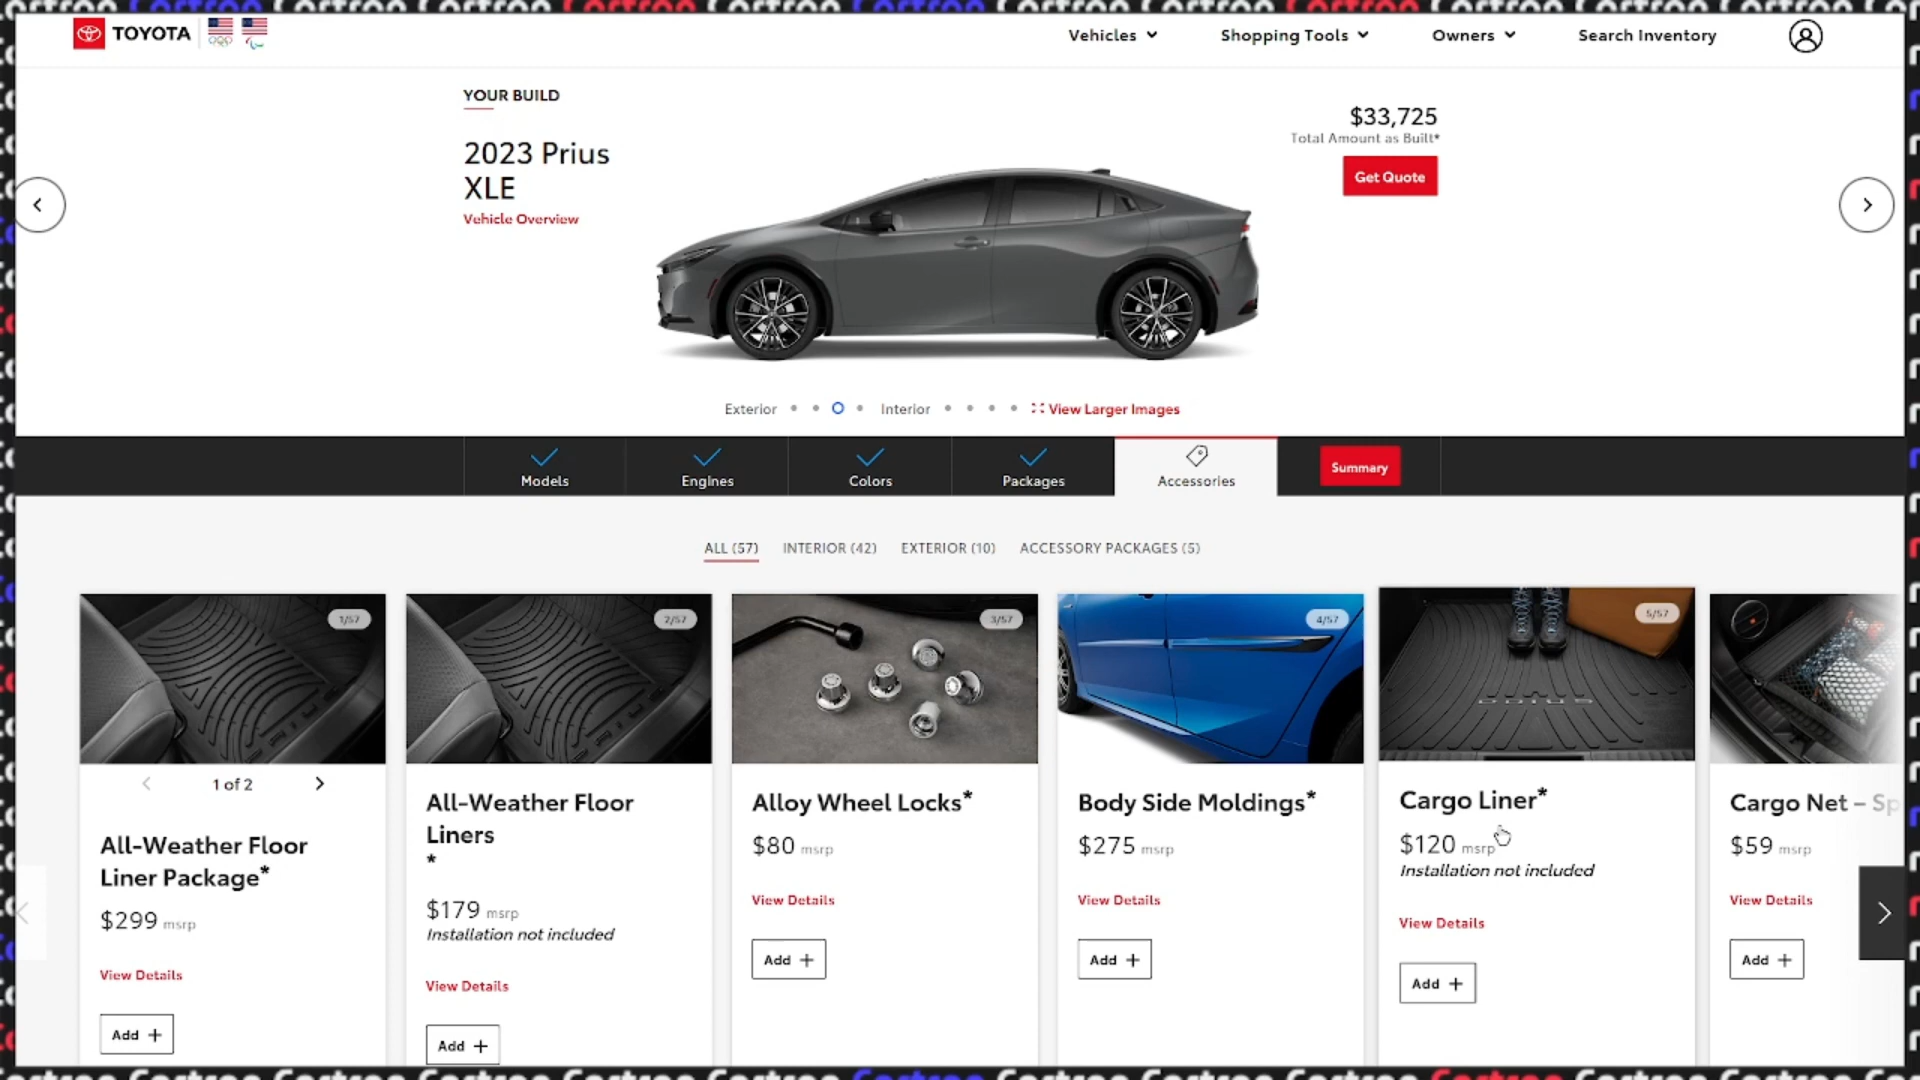 TOYOTA
Vehicles
Shopping Tools
Owners
Search Inventory
YOUR BUILD
2023 Prius
XLE
Vehicle Overview
$33,725
Total Amount as Built*
Get Quote
Exterior
Interior
View Larger Images
Models
Engines
Colors
Packages
Accessories
Summary
ALL (57)
INTERIOR (42)
EXTERIOR (10)
ACCESSORY PACKAGES (5)
1/57
1 of 2
All-Weather Floor
Liner Package*
$299 msrp
View Details
Add +
2/57
All-Weather Floor
Liners
*
$179 msrp
Installation not included
View Details
Add +
3/57
Alloy Wheel Locks*
$80 msrp
View Details
Add +
4/57
Body Side Moldings*
$275 msrp
View Details
Add +
5/57
PRIUS
Cargo Liner*
$120 msrp
Installation not included
View Details
Add +
Cargo Net – Sp
$59 msrp
View Details
Add +